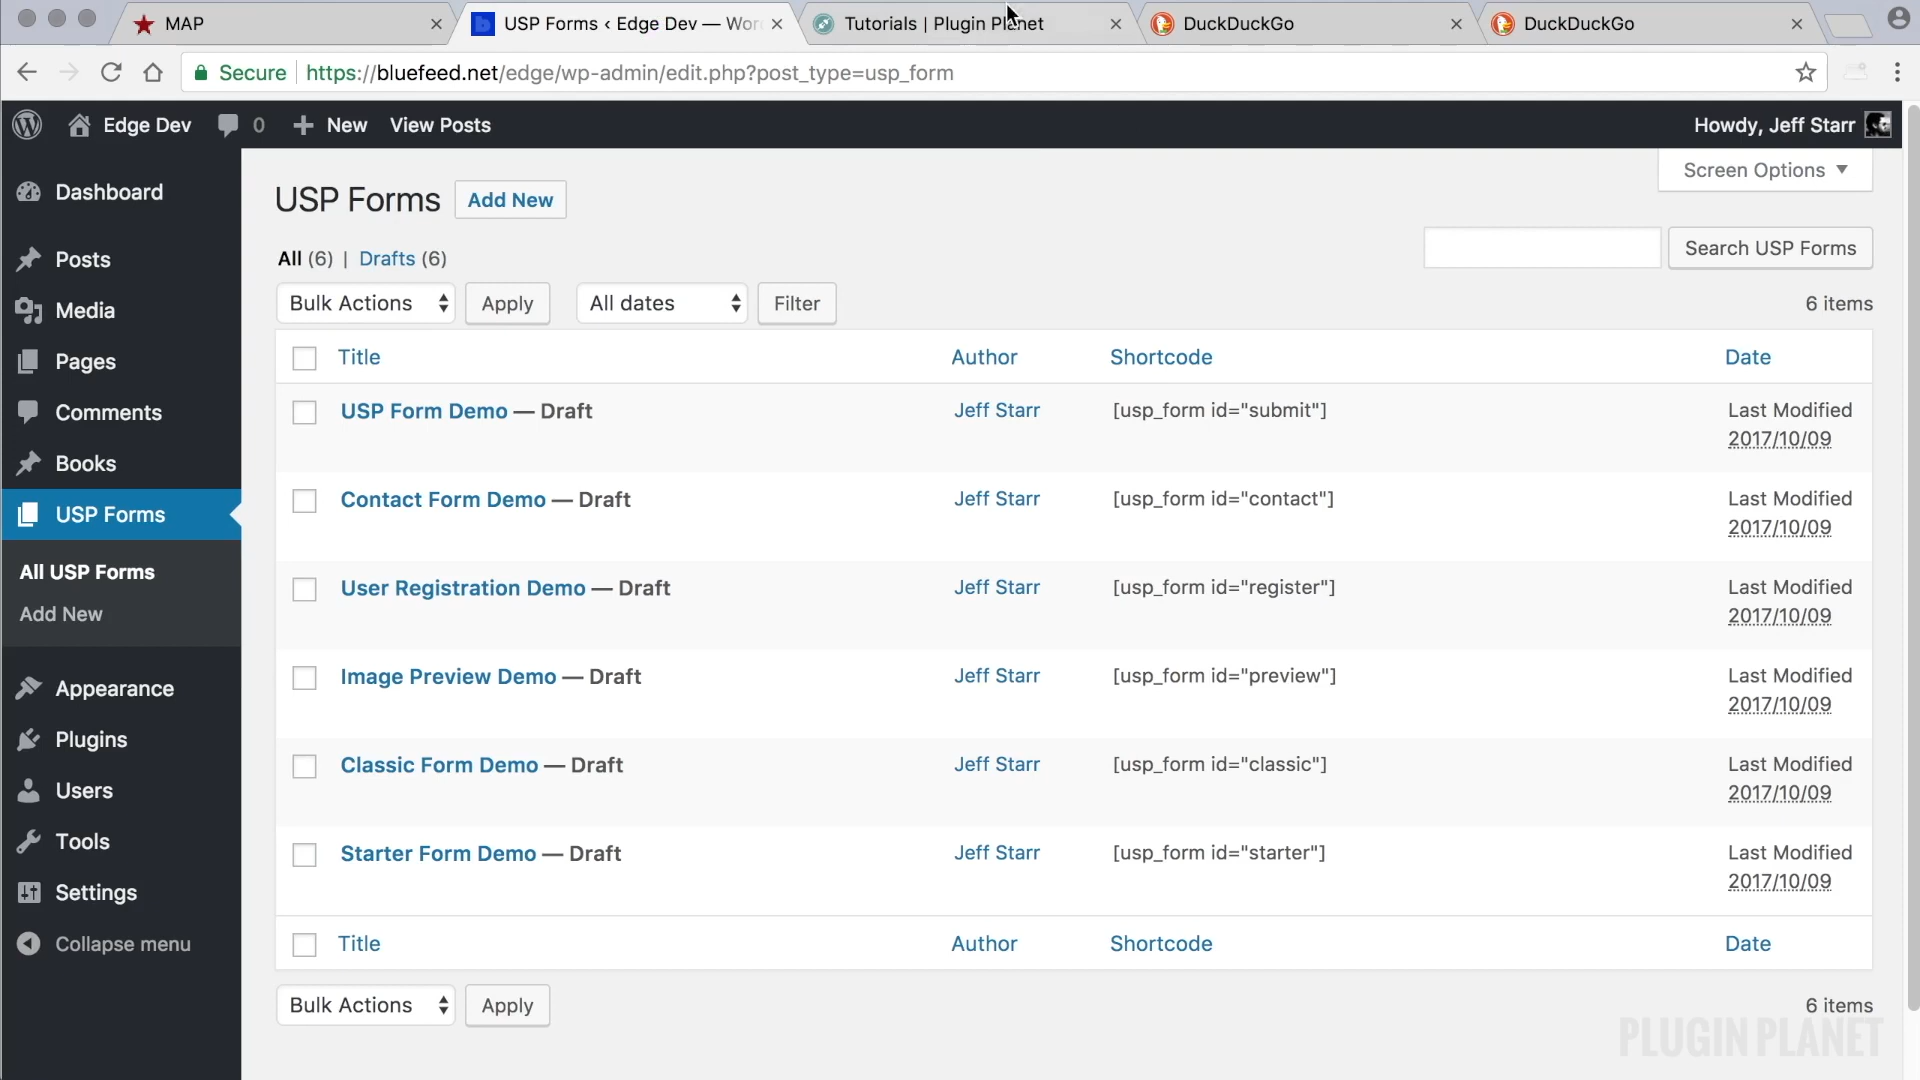 MAP
USP Forms ‹ Edge Dev — Wor
Tutorials | Plugin Planet
DuckDuckGo
DuckDuckGo
Secure
https://bluefeed.net/edge/wp-admin/edit.php?post_type=usp_form
Edge Dev
0
New
View Posts
Howdy, Jeff Starr
Dashboard
Posts
Media
Pages
Comments
Books
USP Forms
All USP Forms
Add New
Appearance
Plugins
Users
Tools
Settings
Collapse menu
Screen Options
USP Forms
Add New
All (6) | Drafts (6)
Search USP Forms
Bulk Actions
Apply
All dates
Filter
6 items
Title Author Shortcode Date
USP Form Demo — Draft Jeff Starr [usp_form id="submit"] Last Modified
2017/10/09
Contact Form Demo — Draft Jeff Starr [usp_form id="contact"] Last Modified
2017/10/09
User Registration Demo — Draft Jeff Starr [usp_form id="register"] Last Modified
2017/10/09
Image Preview Demo — Draft Jeff Starr [usp_form id="preview"] Last Modified
2017/10/09
Classic Form Demo — Draft Jeff Starr [usp_form id="classic"] Last Modified
2017/10/09
Starter Form Demo — Draft Jeff Starr [usp_form id="starter"] Last Modified
2017/10/09
Title Author Shortcode Date
Bulk Actions
Apply
6 items
PLUGIN PLANET